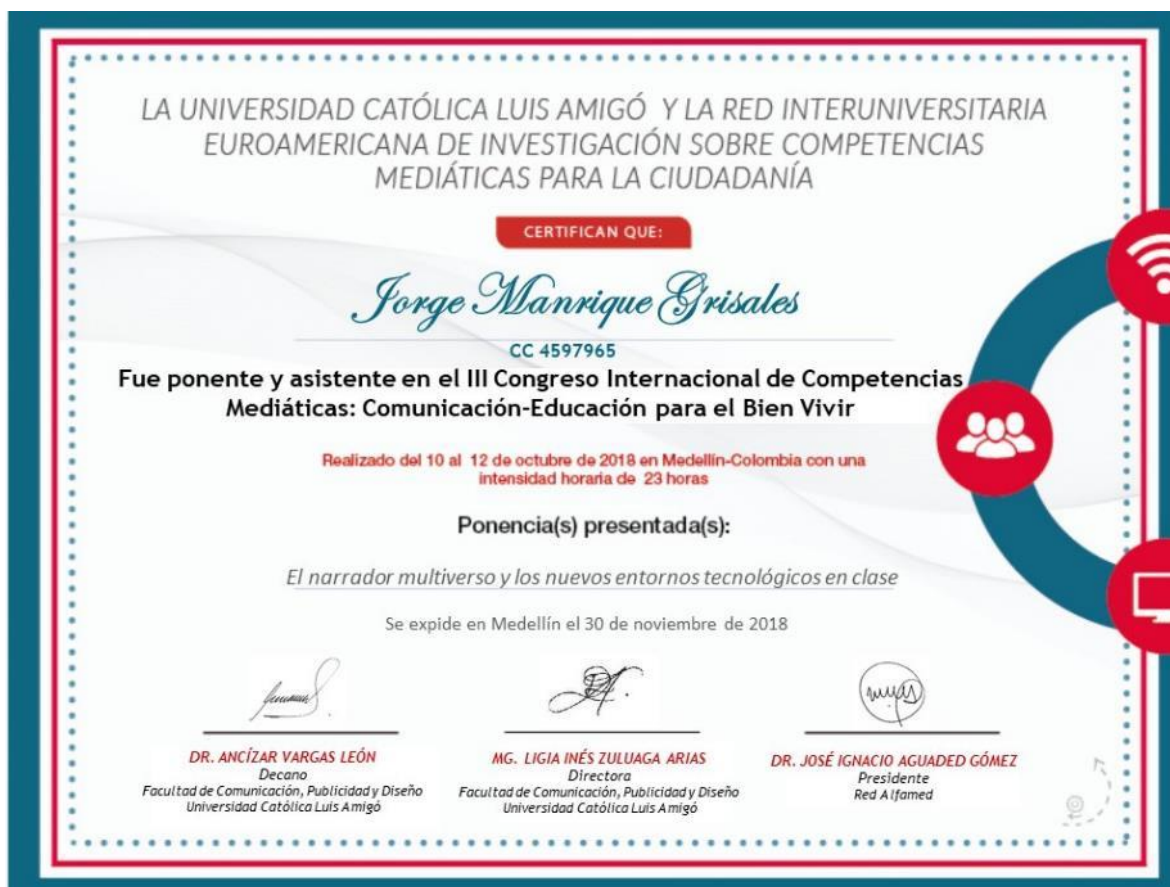 LA UNIVERSIDAD CATÓLICA LUIS AMIGÓ Y LA RED INTERUNIVERSITARIA
EUROAMERICANA DE INVESTIGACIÓN SOBRE COMPETENCIAS
MEDIÁTICAS PARA LA CIUDADANÍA
CERTIFICAN QUE:
Jorge Manrique Grisales
CC 4597965
Fue ponente y asistente en el III Congreso Internacional de Competencias
Mediáticas: Comunicación-Educación para el Bien Vivir
Realizado del 10 al 12 de octubre de 2018 en Medellín-Colombia con una
intensidad horaria de 23 horas
Ponencia(s) presentada(s):
El narrador multiverso y los nuevos entornos tecnológicos en clase
Se expide en Medellín el 30 de noviembre de 2018
DR. ANCÍZAR VARGAS LEÓN
Decano
Facultad de Comunicación, Publicidad y Diseño
Universidad Católica Luis Amigó
MG. LIGIA INÉS ZULUAGA ARIAS
Directora
Facultad de Comunicación, Publicidad y Diseño
Universidad Católica Luis Amigó
DR. JOSÉ IGNACIO AGUADED GÓMEZ
Presidente
Red Alfamed